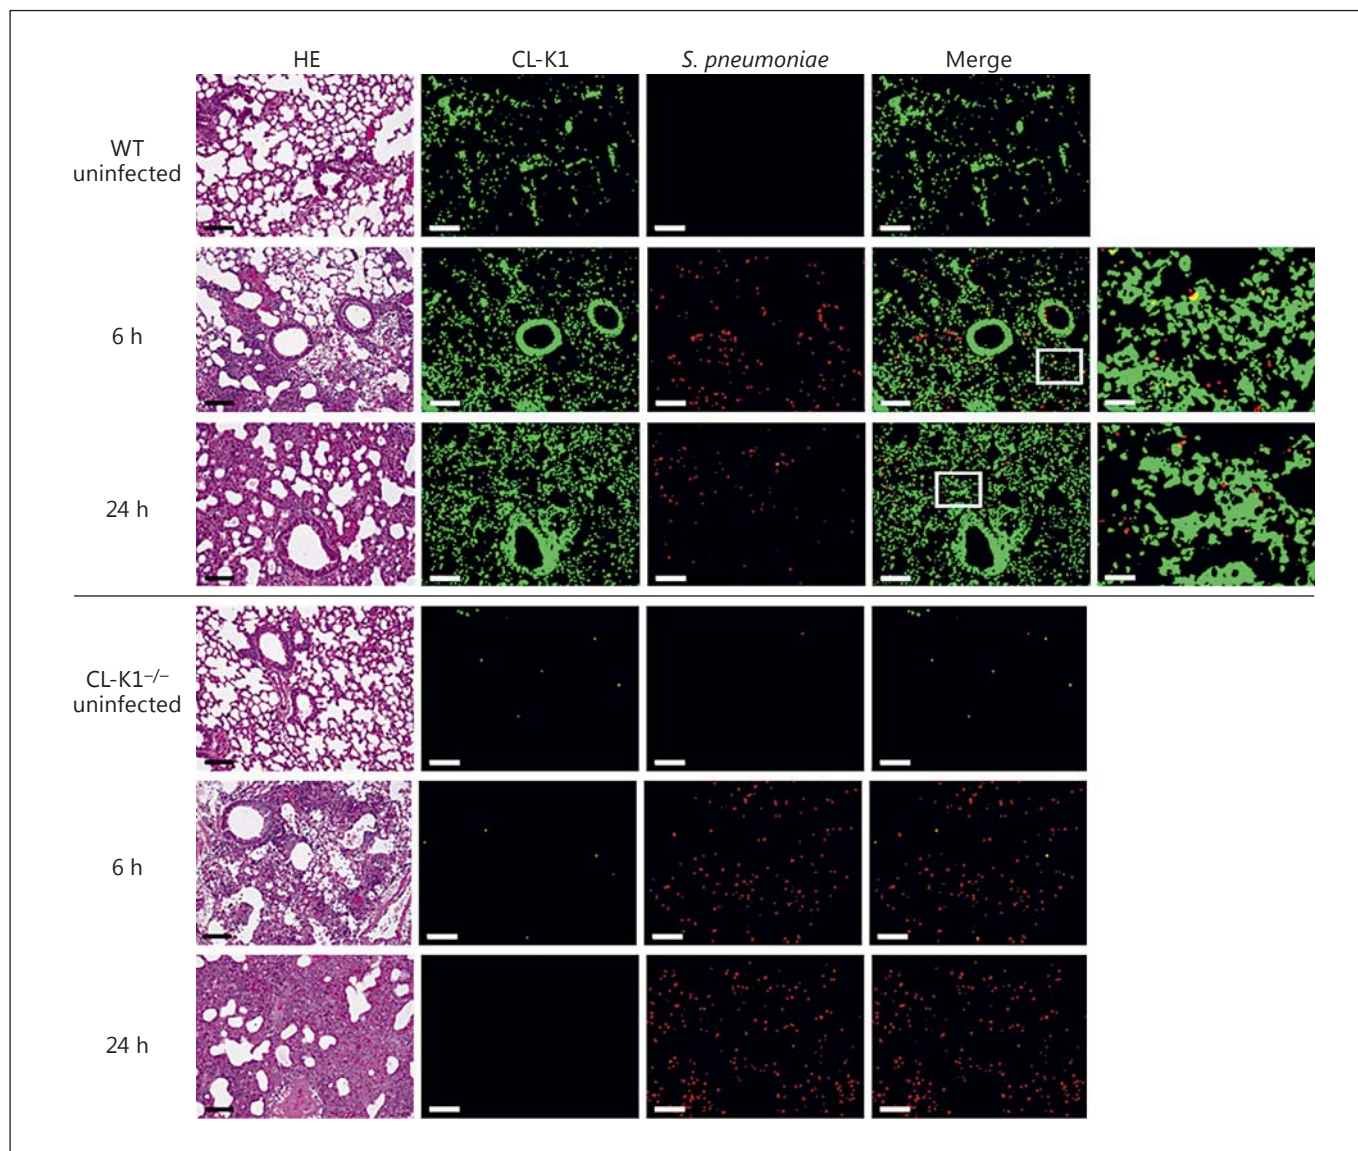 HE CL-K1 S. pneumoniae Merge
WT
uninfected
6 h
24 h
CL-K1⁻/⁻
uninfected
6 h
24 h